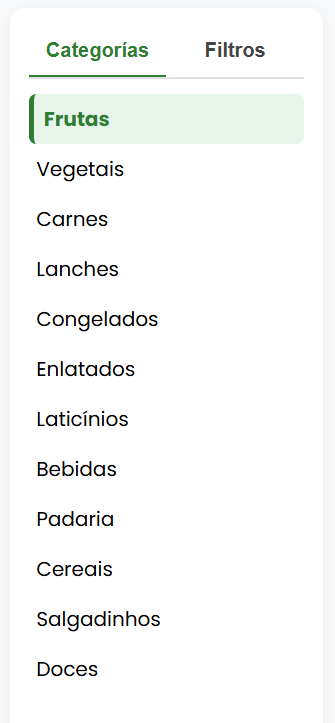 Categorías Filtros
Frutas
Vegetais
Carnes
Lanches
Congelados
Enlatados
Laticínios
Bebidas
Padaria
Cereais
Salgadinhos
Doces